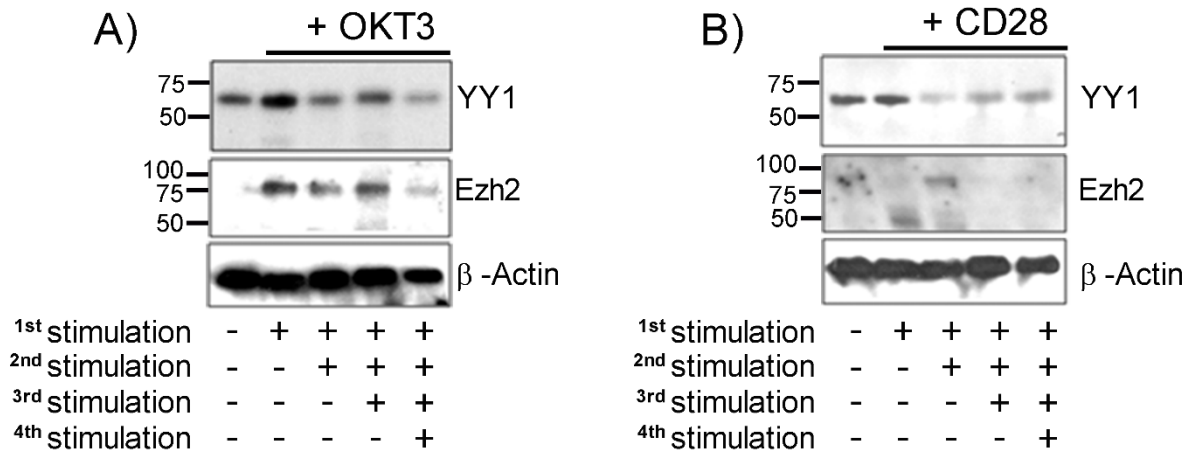 A) + OKT3
75
50
YY1
100
75
50
Ezh2
β -Actin
1st stimulation - + + + +
2nd stimulation - - + + +
3rd stimulation - - - + +
4th stimulation - - - - +
B) + CD28
75
50
YY1
100
75
50
Ezh2
β -Actin
1st stimulation - + + + +
2nd stimulation - - + + +
3rd stimulation - - - + +
4th stimulation - - - - +